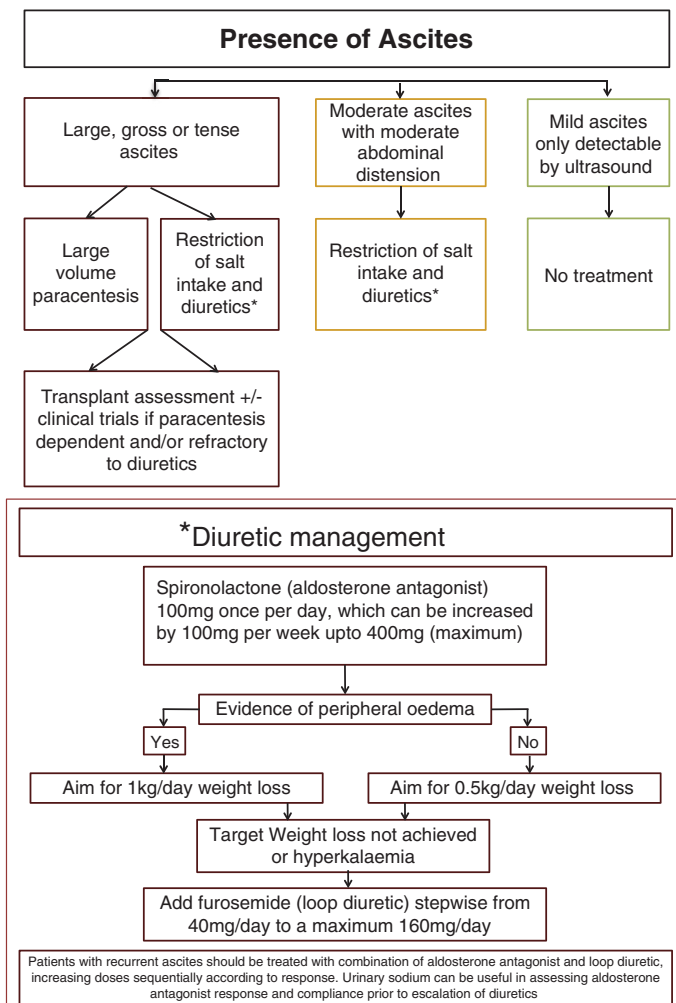 Presence of Ascites
Large, gross or tense
ascites
Moderate ascites
with moderate
abdominal
distension
Mild ascites
only detectable
by ultrasound
Large
volume
paracentesis
Restriction
of salt
intake and
diuretics*
Restriction of salt
intake and
diuretics*
No treatment
Transplant assessment +/-
clinical trials if paracentesis
dependent and/or refractory
to diuretics
*Diuretic management
Spironolactone (aldosterone antagonist)
100mg once per day, which can be increased
by 100mg per week upto 400mg (maximum)
Evidence of peripheral oedema
Yes
No
Aim for 1kg/day weight loss
Aim for 0.5kg/day weight loss
Target Weight loss not achieved
or hyperkalaemia
Add furosemide (loop diuretic) stepwise from
40mg/day to a maximum 160mg/day
Patients with recurrent ascites should be treated with combination of aldosterone antagonist and loop diuretic,
increasing doses sequentially according to response. Urinary sodium can be useful in assessing aldosterone
antagonist response and compliance prior to escalation of diuretics